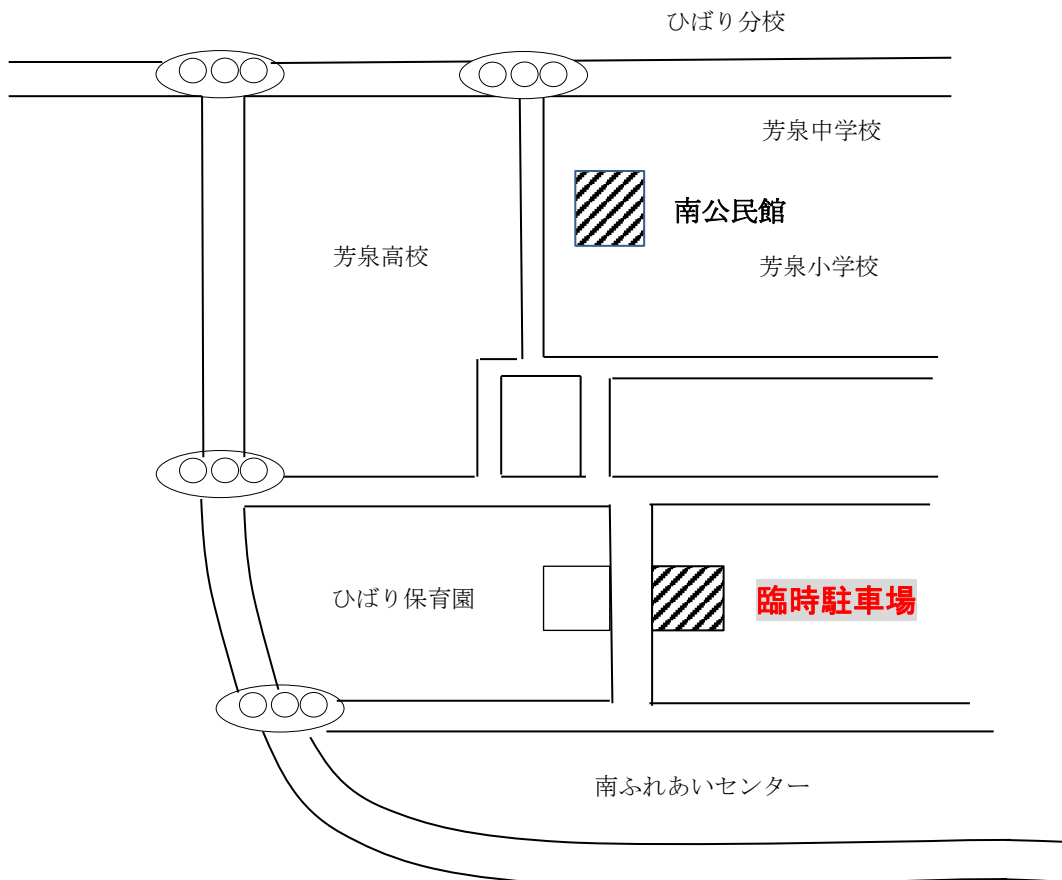 ひばり分校
芳泉中学校
南公民館
芳泉高校
芳泉小学校
ひばり保育園
臨時駐車場
南ふれあいセンター